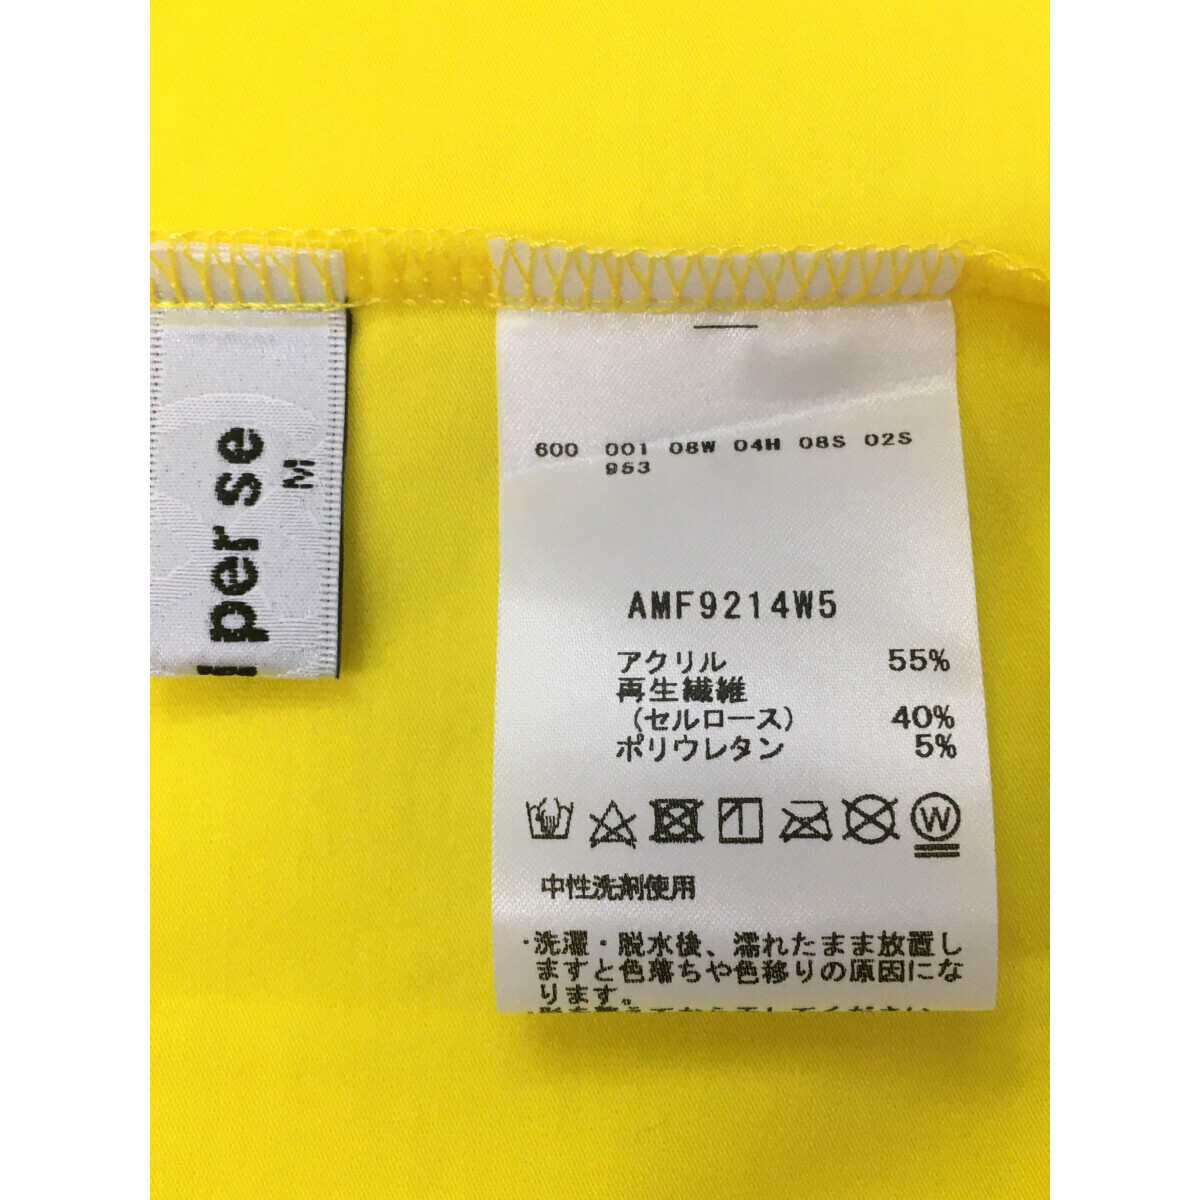 per se
M
600 001 08W 04H 08S 02S
953
AMF9214W5
アクリル 55%
再生繊維
(セルロース) 40%
ポリウレタン 5%
W
中性洗剤使用
・洗濯・脱水後、濡れたまま放置し
ますと色落ちや色移りの原因にな
ります。